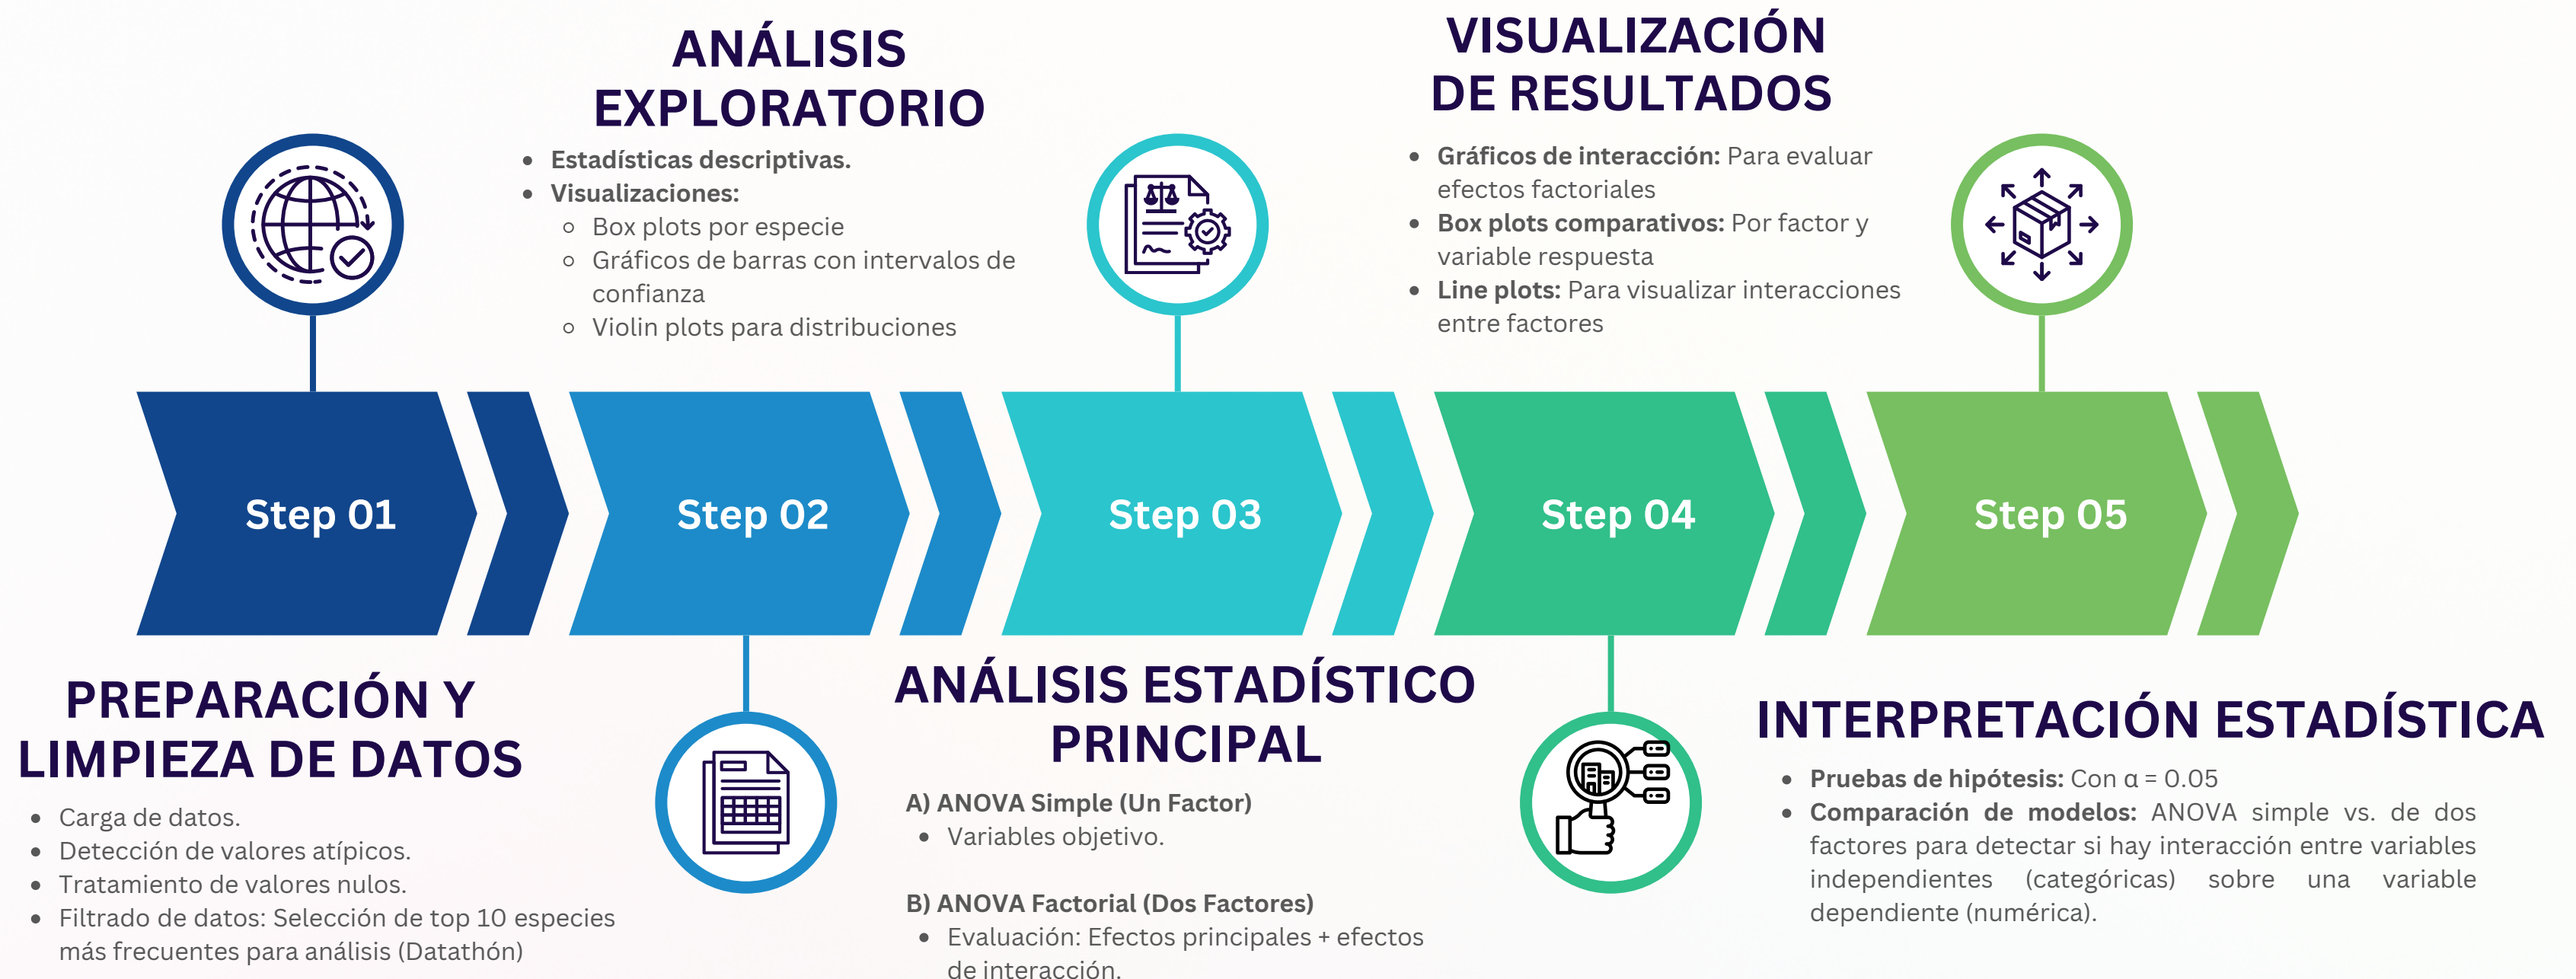 PREPARACIÓN Y
LIMPIEZA DE DATOS
Carga de datos.
Detección de valores atípicos.
Tratamiento de valores nulos.
Filtrado de datos: Selección de top 10 especies
más frecuentes para análisis (Datathón)
Step 01
ANÁLISIS
EXPLORATORIO
Estadísticas descriptivas.
Visualizaciones:
Box plots por especie
Gráficos de barras con intervalos de
confianza
Violin plots para distribuciones
Step 02
Step 03
ANÁLISIS ESTADÍSTICO
PRINCIPAL
A) ANOVA Simple (Un Factor)
Variables objetivo.
B) ANOVA Factorial (Dos Factores)
Evaluación: Efectos principales + efectos
de interacción.
VISUALIZACIÓN
DE RESULTADOS
Gráficos de interacción: Para evaluar
efectos factoriales
Box plots comparativos: Por factor y
variable respuesta
Line plots: Para visualizar interacciones
entre factores
Step 04
Step 05
INTERPRETACIÓN ESTADÍSTICA
Pruebas de hipótesis: Con α = 0.05
Comparación de modelos: ANOVA simple vs. de dos
factores para detectar si hay interacción entre variables
independientes (categóricas) sobre una variable
dependiente (numérica).